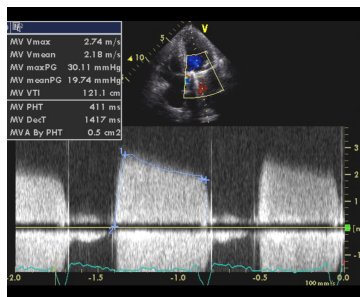 MV Vmax 2.74 m/s
MV Vmean 2.18 m/s
MV maxPG 30.11 mmHg
MV meanPG 19.74 mmHg
MV VTI 121.1 cm
MV PHT 411 ms
MV DecT 1417 ms
MVA By PHT 0.5 cm2
V
5
10
3
2
1
-1
-2.0
-1.5
-1.0
-0.5
0.0
100 mm/s